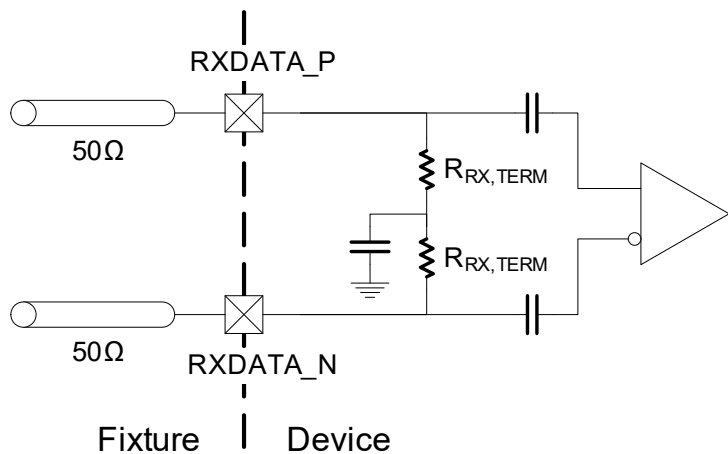 RXDATA_P
50Ω
R_RX,TERM
R_RX,TERM
50Ω
RXDATA_N
Fixture
Device